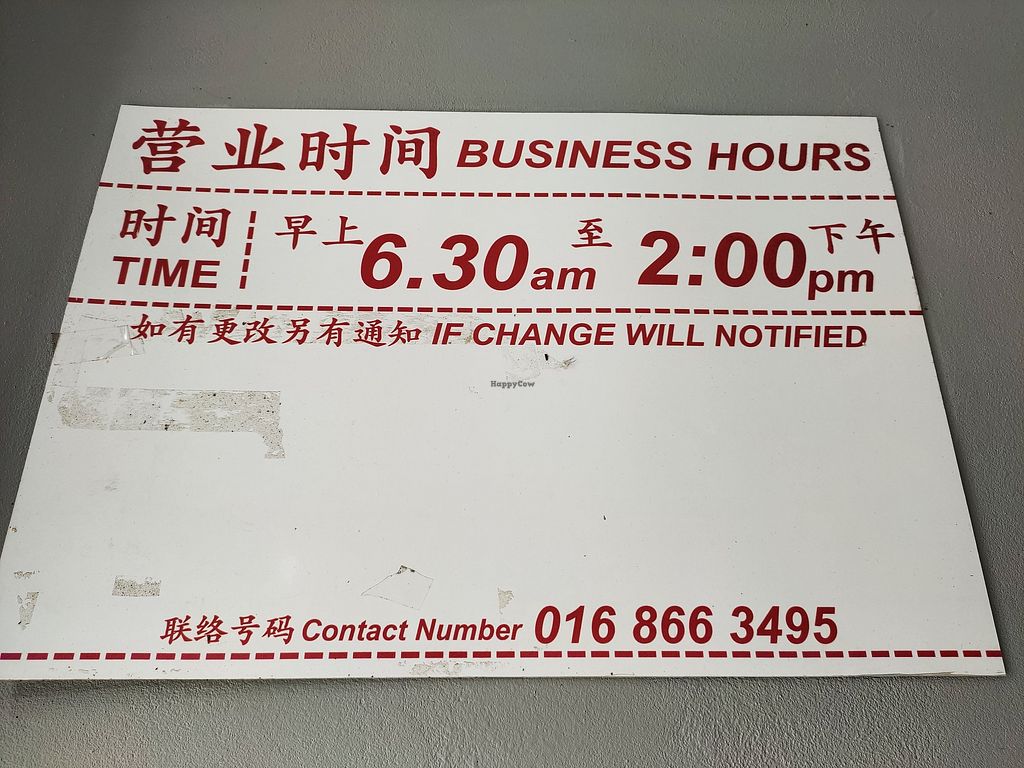 营业时间 BUSINESS HOURS
时间 早上 6.30am 至 2:00pm 下午
TIME
如有更改另有通知 IF CHANGE WILL NOTIFIED
HappyCow
联络号码 Contact Number 016 866 3495